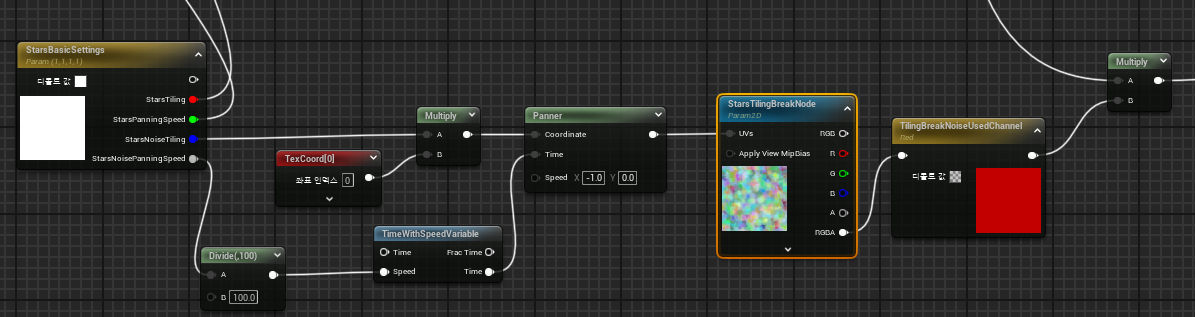 StarsBasicSettings
Param (1,1,1,1)
디폴트 값
StarsTiling
StarsPanningSpeed
StarsNoiseTiling
StarsNoisePanningSpeed
Divide(,100)
A
B 100.0
TexCoord[0]
좌표 인덱스 0
Multiply
A
B
TimeWithSpeedVariable
Time Frac Time
Speed Time
Panner
Coordinate
Time
Speed X -1.0 Y 0.0
StarsTilingBreakNode
Param2D
UVs RGB
Apply View MipBias R
G
B
A
RGBA
TilingBreakNoiseUsedChannel
Red
디폴트 값
Multiply
A
B